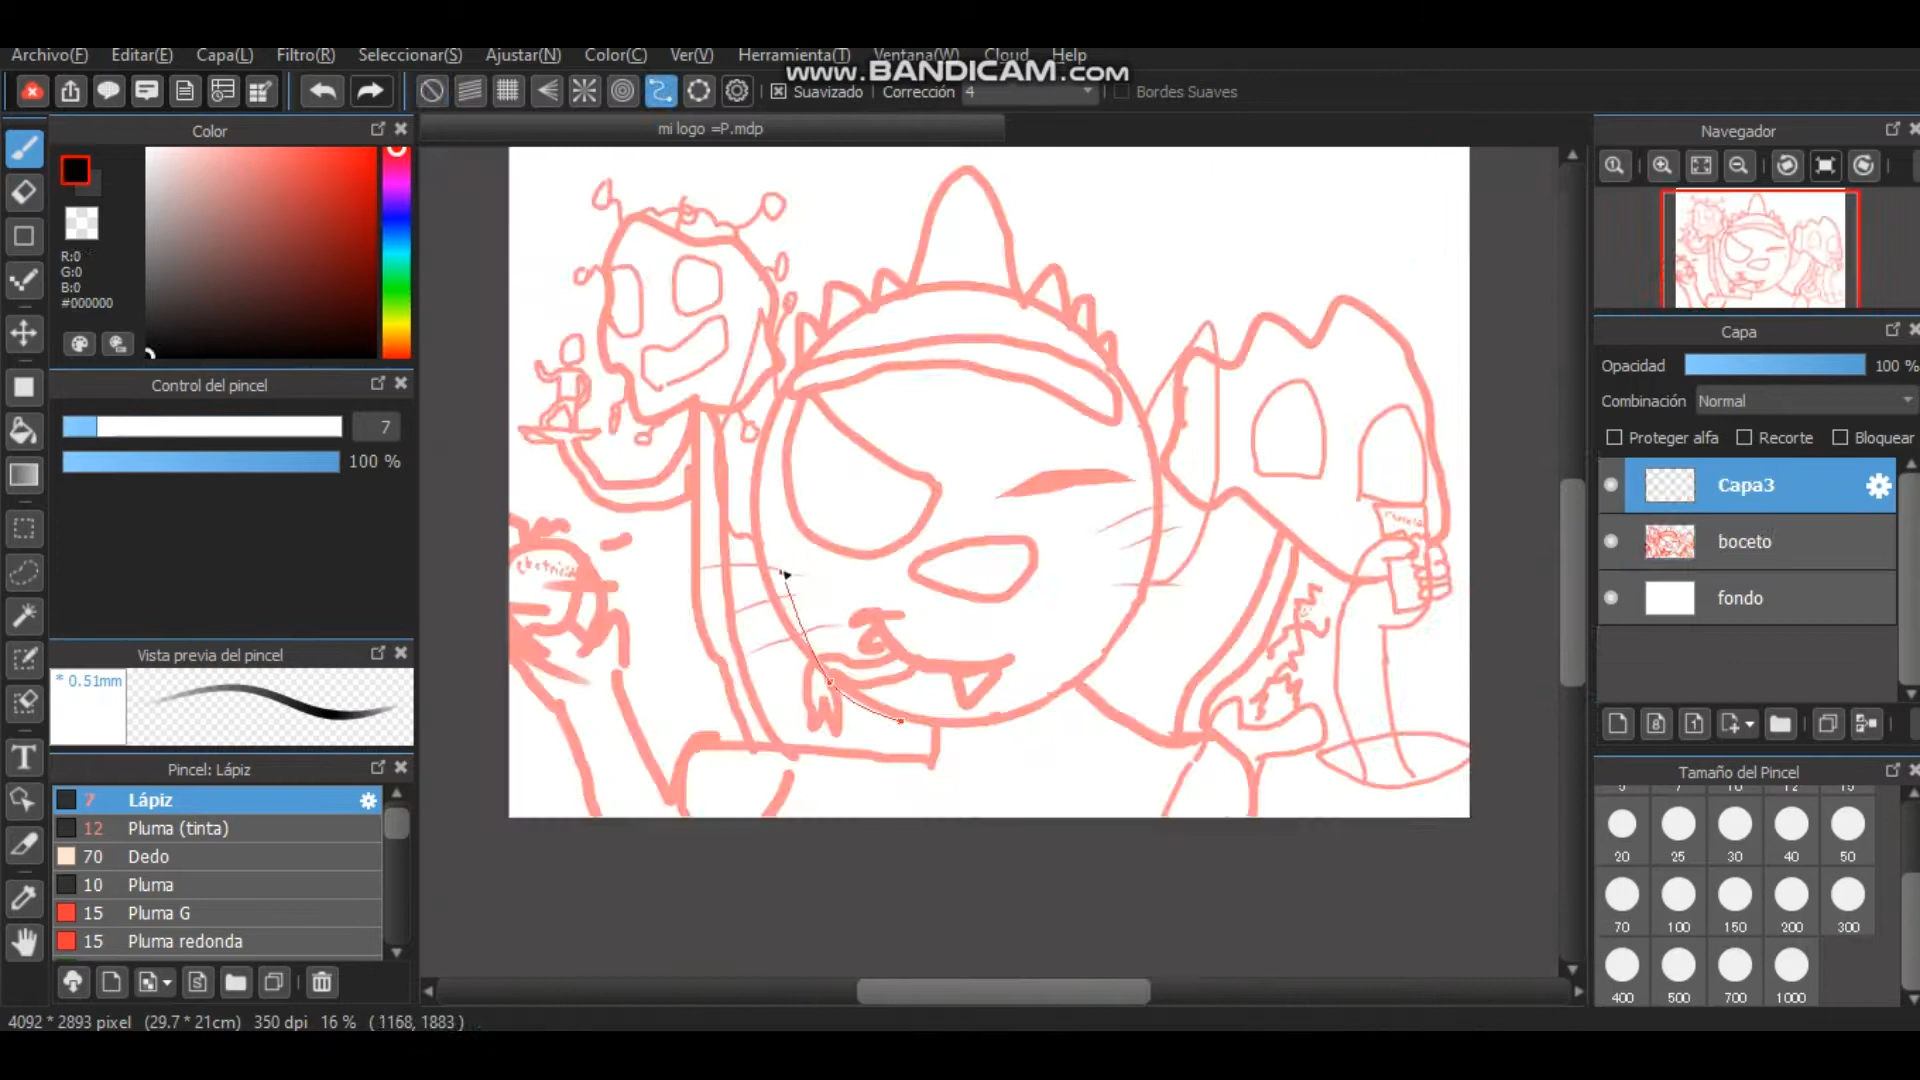 Archivo(F) Editar(E) Capa(L) Filtro(R) Seleccionar(S) Ajustar(N) Color(C) Ver(V) Herramienta(T) Ventana(W) Cloud Help
www.BANDICAM.com
Suavizado Corrección 4 Bordes Suaves
mi logo =P.mdp
Color
R:0
G:0
B:0
#000000
Control del pincel
7
100 %
Vista previa del pincel
* 0.51mm
Pincel: Lápiz
7 Lápiz
12 Pluma (tinta)
70 Dedo
10 Pluma
15 Pluma G
15 Pluma redonda
Navegador
Capa
Opacidad 100 %
Combinación Normal
Proteger alfa Recorte Bloquear
Capa3
boceto
fondo
Tamaño del Pincel
20 25 30 40 50
70 100 150 200 300
400 500 700 1000
4092 * 2893 pixel (29.7 * 21cm) 350 dpi 16 % ( 1168, 1883 )